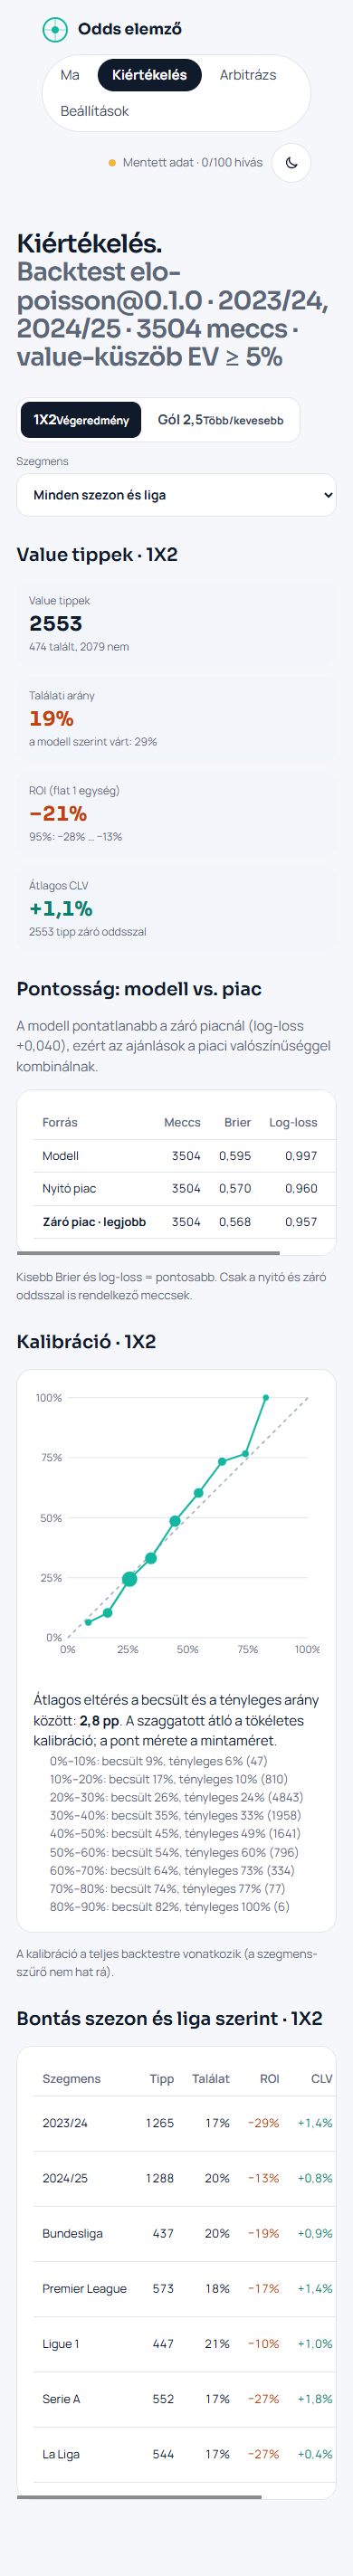 Odds elemző
Ma Kiértékelés Arbitrázs
Beállítások
Mentett adat · 0/100 hívás
Kiértékelés.
Backtest elo-
poisson@0.1.0 · 2023/24,
2024/25 · 3504 meccs ·
value-küszöb EV ≥ 5%
1X2Végeredmény Gól 2,5Több/kevesebb
Szegmens
Minden szezon és liga
Value tippek · 1X2
Value tippek
2553
474 talált, 2079 nem
Találati arány
19%
a modell szerint várt: 29%
ROI (flat 1 egység)
−21%
95%: −28% … −13%
Átlagos CLV
+1,1%
2553 tipp záró oddsszal
Pontosság: modell vs. piac
A modell pontatlanabb a záró piacnál (log-loss
+0,040), ezért az ajánlások a piaci valószínűséggel
kombinálnak.
Forrás Meccs Brier Log-loss
Modell 3504 0,595 0,997
Nyitó piac 3504 0,570 0,960
Záró piac · legjobb 3504 0,568 0,957
Kisebb Brier és log-loss = pontosabb. Csak a nyitó és záró
oddsszal is rendelkező meccsek.
Kalibráció · 1X2
100%
75%
50%
25%
0%
0% 25% 50% 75% 100%
Átlagos eltérés a becsült és a tényleges arány
között: 2,8 pp. A szaggatott átló a tökéletes
kalibráció; a pont mérete a mintaméret.
0%–10%: becsült 9%, tényleges 6% (47)
10%–20%: becsült 17%, tényleges 10% (810)
20%–30%: becsült 26%, tényleges 24% (4843)
30%–40%: becsült 35%, tényleges 33% (1958)
40%–50%: becsült 45%, tényleges 49% (1641)
50%–60%: becsült 54%, tényleges 60% (796)
60%–70%: becsült 64%, tényleges 73% (334)
70%–80%: becsült 74%, tényleges 77% (77)
80%–90%: becsült 82%, tényleges 100% (6)
A kalibráció a teljes backtestre vonatkozik (a szegmens-
szűrő nem hat rá).
Bontás szezon és liga szerint · 1X2
Szegmens Tipp Találat ROI CLV
2023/24 1265 17% −29% +1,4%
2024/25 1288 20% −13% +0,8%
Bundesliga 437 20% −19% +0,9%
Premier League 573 18% −17% +1,4%
Ligue 1 447 21% −10% +1,0%
Serie A 552 17% −27% +1,8%
La Liga 544 17% −27% +0,4%